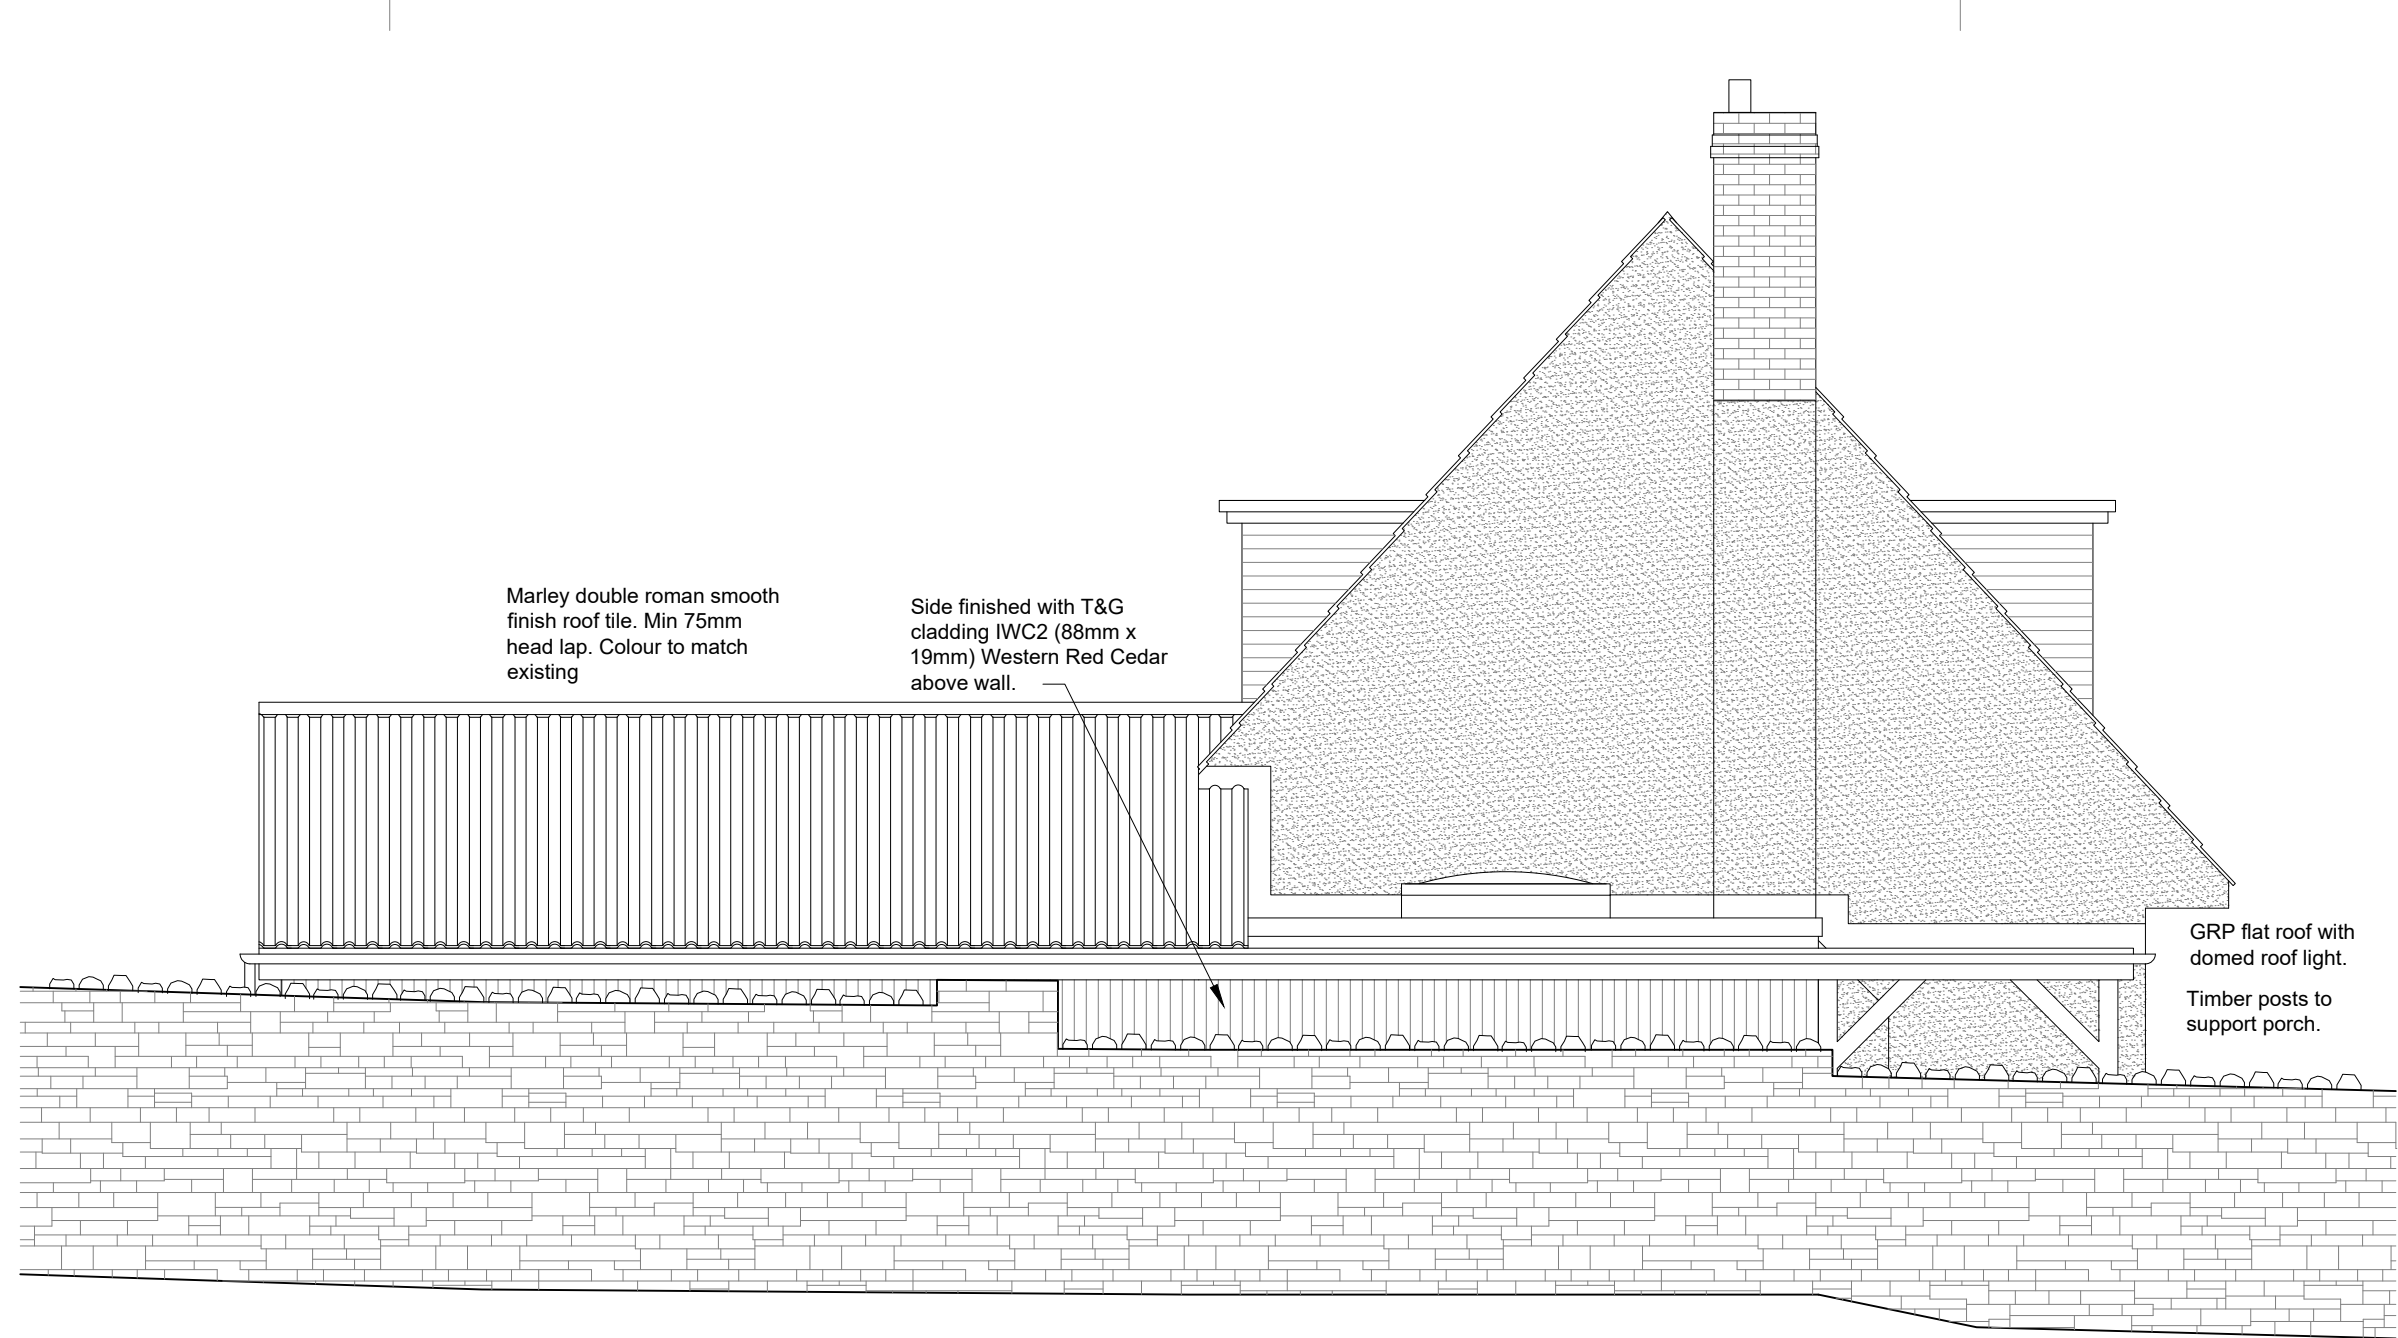 Marley double roman smooth
finish roof tile. Min 75mm
head lap. Colour to match
existing
Side finished with T&G
cladding IWC2 (88mm x
19mm) Western Red Cedar
above wall.
GRP flat roof with
domed roof light.
Timber posts to
support porch.